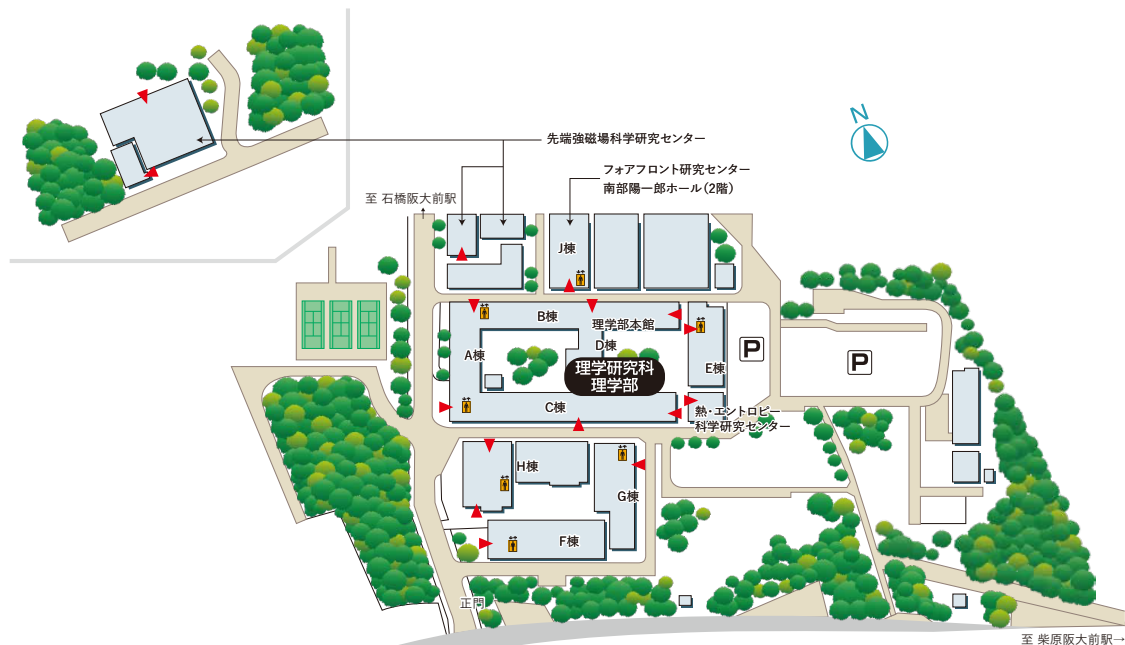 N
先端強磁場科学研究センター
フォアフロント研究センター
南部陽一郎ホール(2階)
至 石橋阪大前駅
J棟
B棟
理学部本館
D棟
A棟
E棟
P
P
理学研究科
理学部
C棟
熱・エントロピー
科学研究センター
H棟
G棟
F棟
正門
至 柴原阪大前駅→